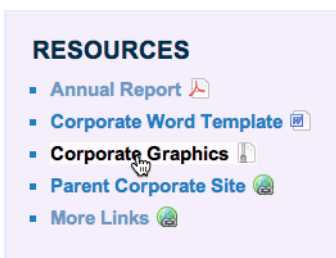 RESOURCES
Annual Report
Corporate Word Template
Corporate Graphics
Parent Corporate Site
More Links